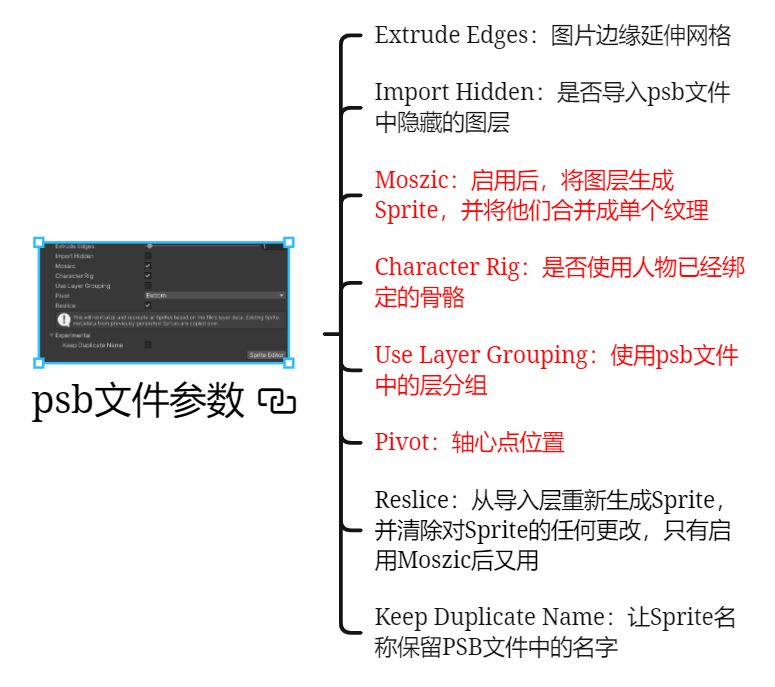 Extrude Edges：图片边缘延伸网格
Import Hidden：是否导入psb文件
中隐藏的图层
Moszic：启用后，将图层生成
Sprite，并将他们合并成单个纹理
Character Rig：是否使用人物已经绑
定的骨骼
Use Layer Grouping：使用psb文件
中的层分组
Pivot：轴心点位置
Reslice：从导入层重新生成Sprite，
并清除对Sprite的任何更改，只有启
用Moszic后又用
Keep Duplicate Name：让Sprite名
称保留PSB文件中的名字
Extrude Edges 1
Import Hidden
Mosaic
Character Rig
Use Layer Grouping
Pivot Bottom
Reslice
This will reinitialize and recreate all Sprites based on the file's layer data. Existing Sprite
metadata from previously generated Sprites are copied over.
Experimental
Keep Duplicate Name
Sprite Editor
psb文件参数